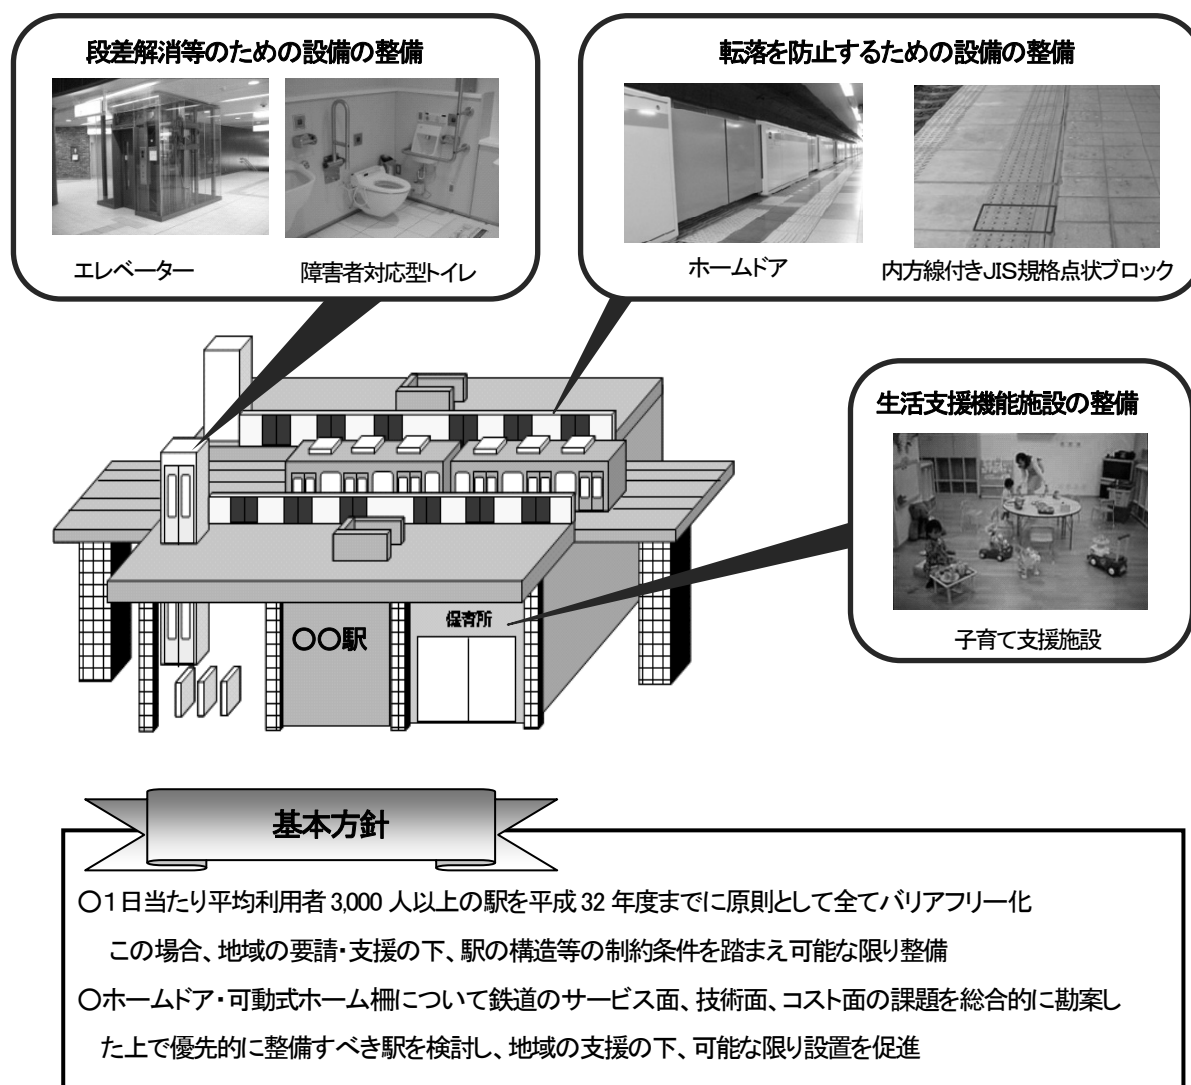 段差解消等のための設備の整備
エレベーター
障害者対応型トイレ
転落を防止するための設備の整備
ホームドア
内方線付きJIS規格点状ブロック
生活支援機能施設の整備
子育て支援施設
〇〇駅
保育所
基本方針
〇１日当たり平均利用者 3,000 人以上の駅を平成 32 年度までに原則として全てバリアフリー化
この場合、地域の要請・支援の下、駅の構造等の制約条件を踏まえ可能な限り整備
〇ホームドア・可動式ホーム柵について鉄道のサービス面、技術面、コスト面の課題を総合的に勘案し
た上で優先的に整備すべき駅を検討し、地域の支援の下、可能な限り設置を促進